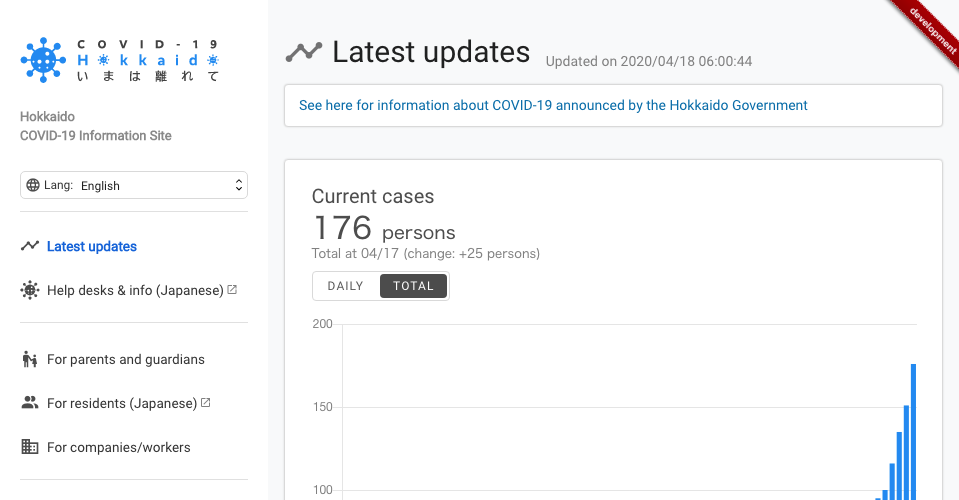 COVID-19
Hokkaido
いまは離れて
Hokkaido
COVID-19 Information Site
Lang: English
Latest updates
Help desks & info (Japanese)
For parents and guardians
For residents (Japanese)
For companies/workers
development
Latest updates Updated on 2020/04/18 06:00:44
See here for information about COVID-19 announced by the Hokkaido Government
Current cases
176 persons
Total at 04/17 (change: +25 persons)
DAILY TOTAL
200
150
100